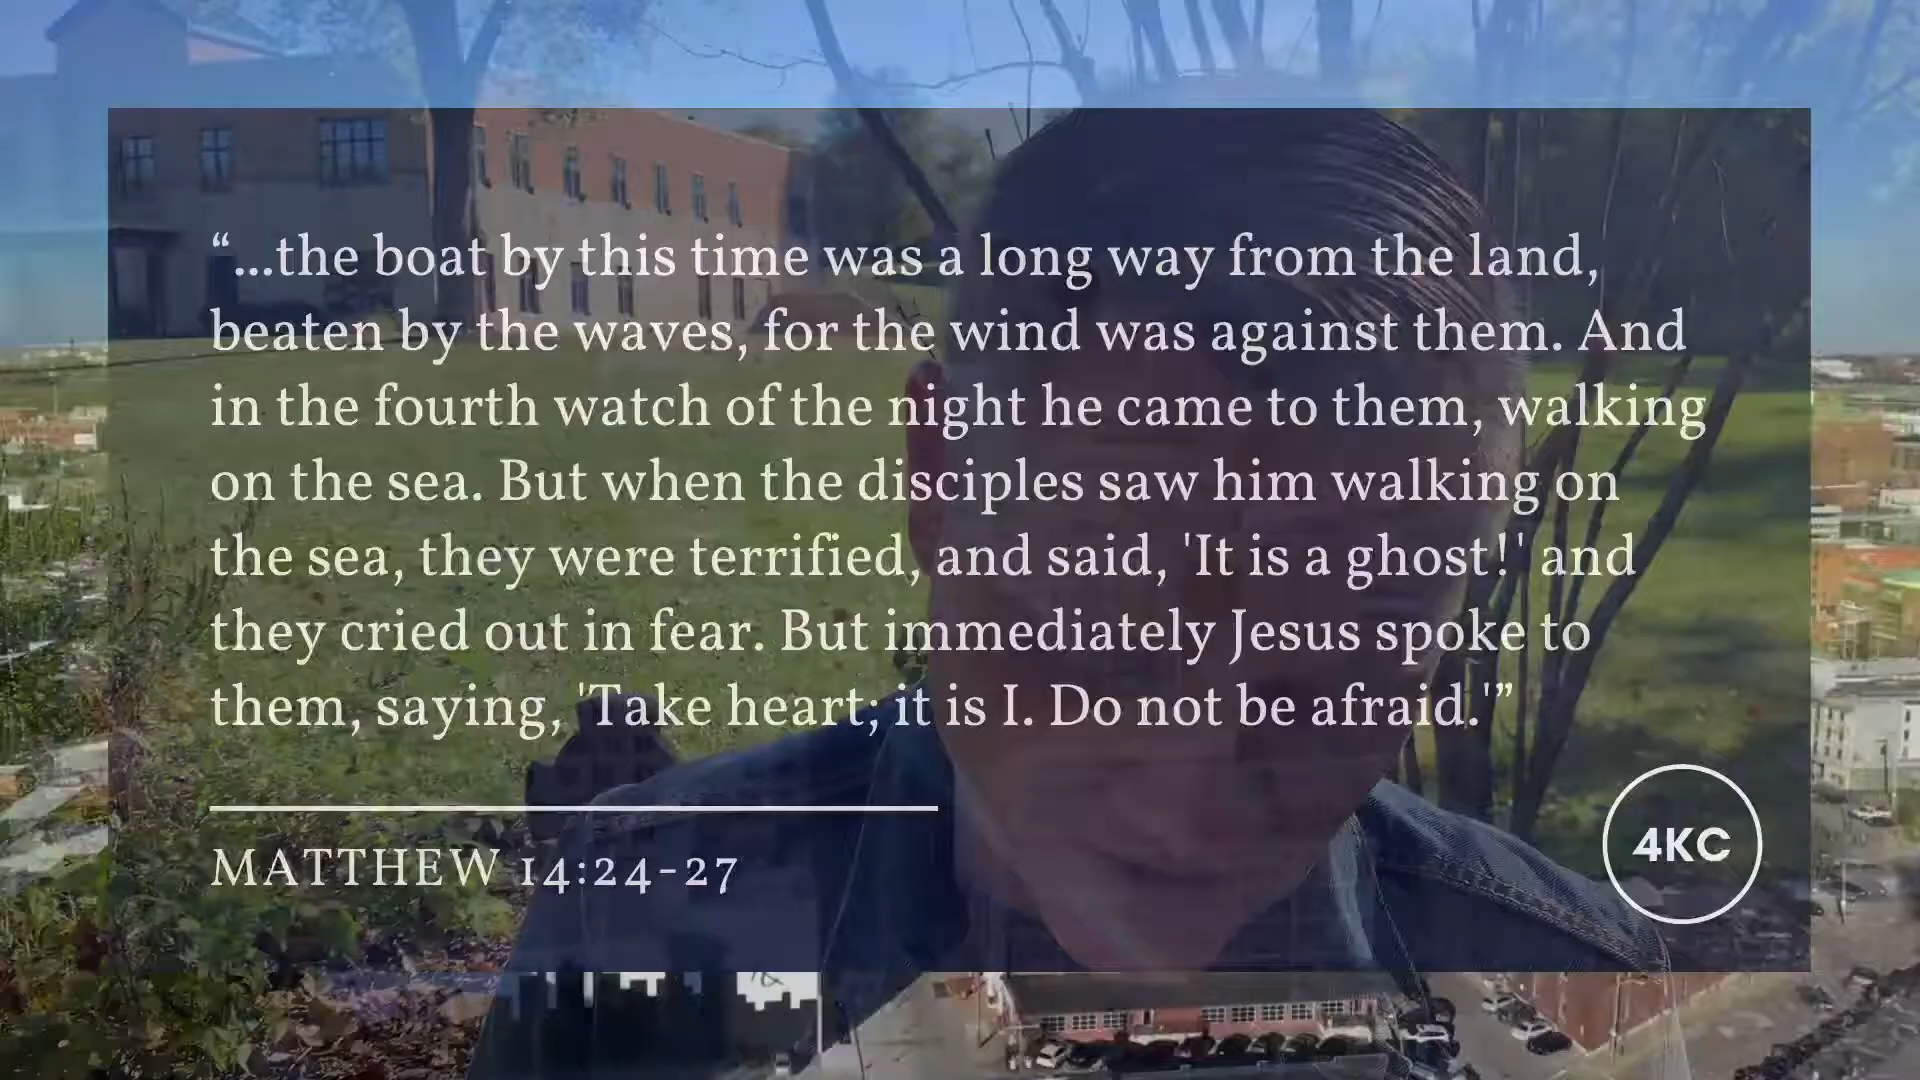 “...the boat by this time was a long way from the land,
beaten by the waves, for the wind was against them. And
in the fourth watch of the night he came to them, walking
on the sea. But when the disciples saw him walking on
the sea, they were terrified, and said, 'It is a ghost!' and
they cried out in fear. But immediately Jesus spoke to
them, saying, 'Take heart; it is I. Do not be afraid.'”
MATTHEW 14:24-27
4KC